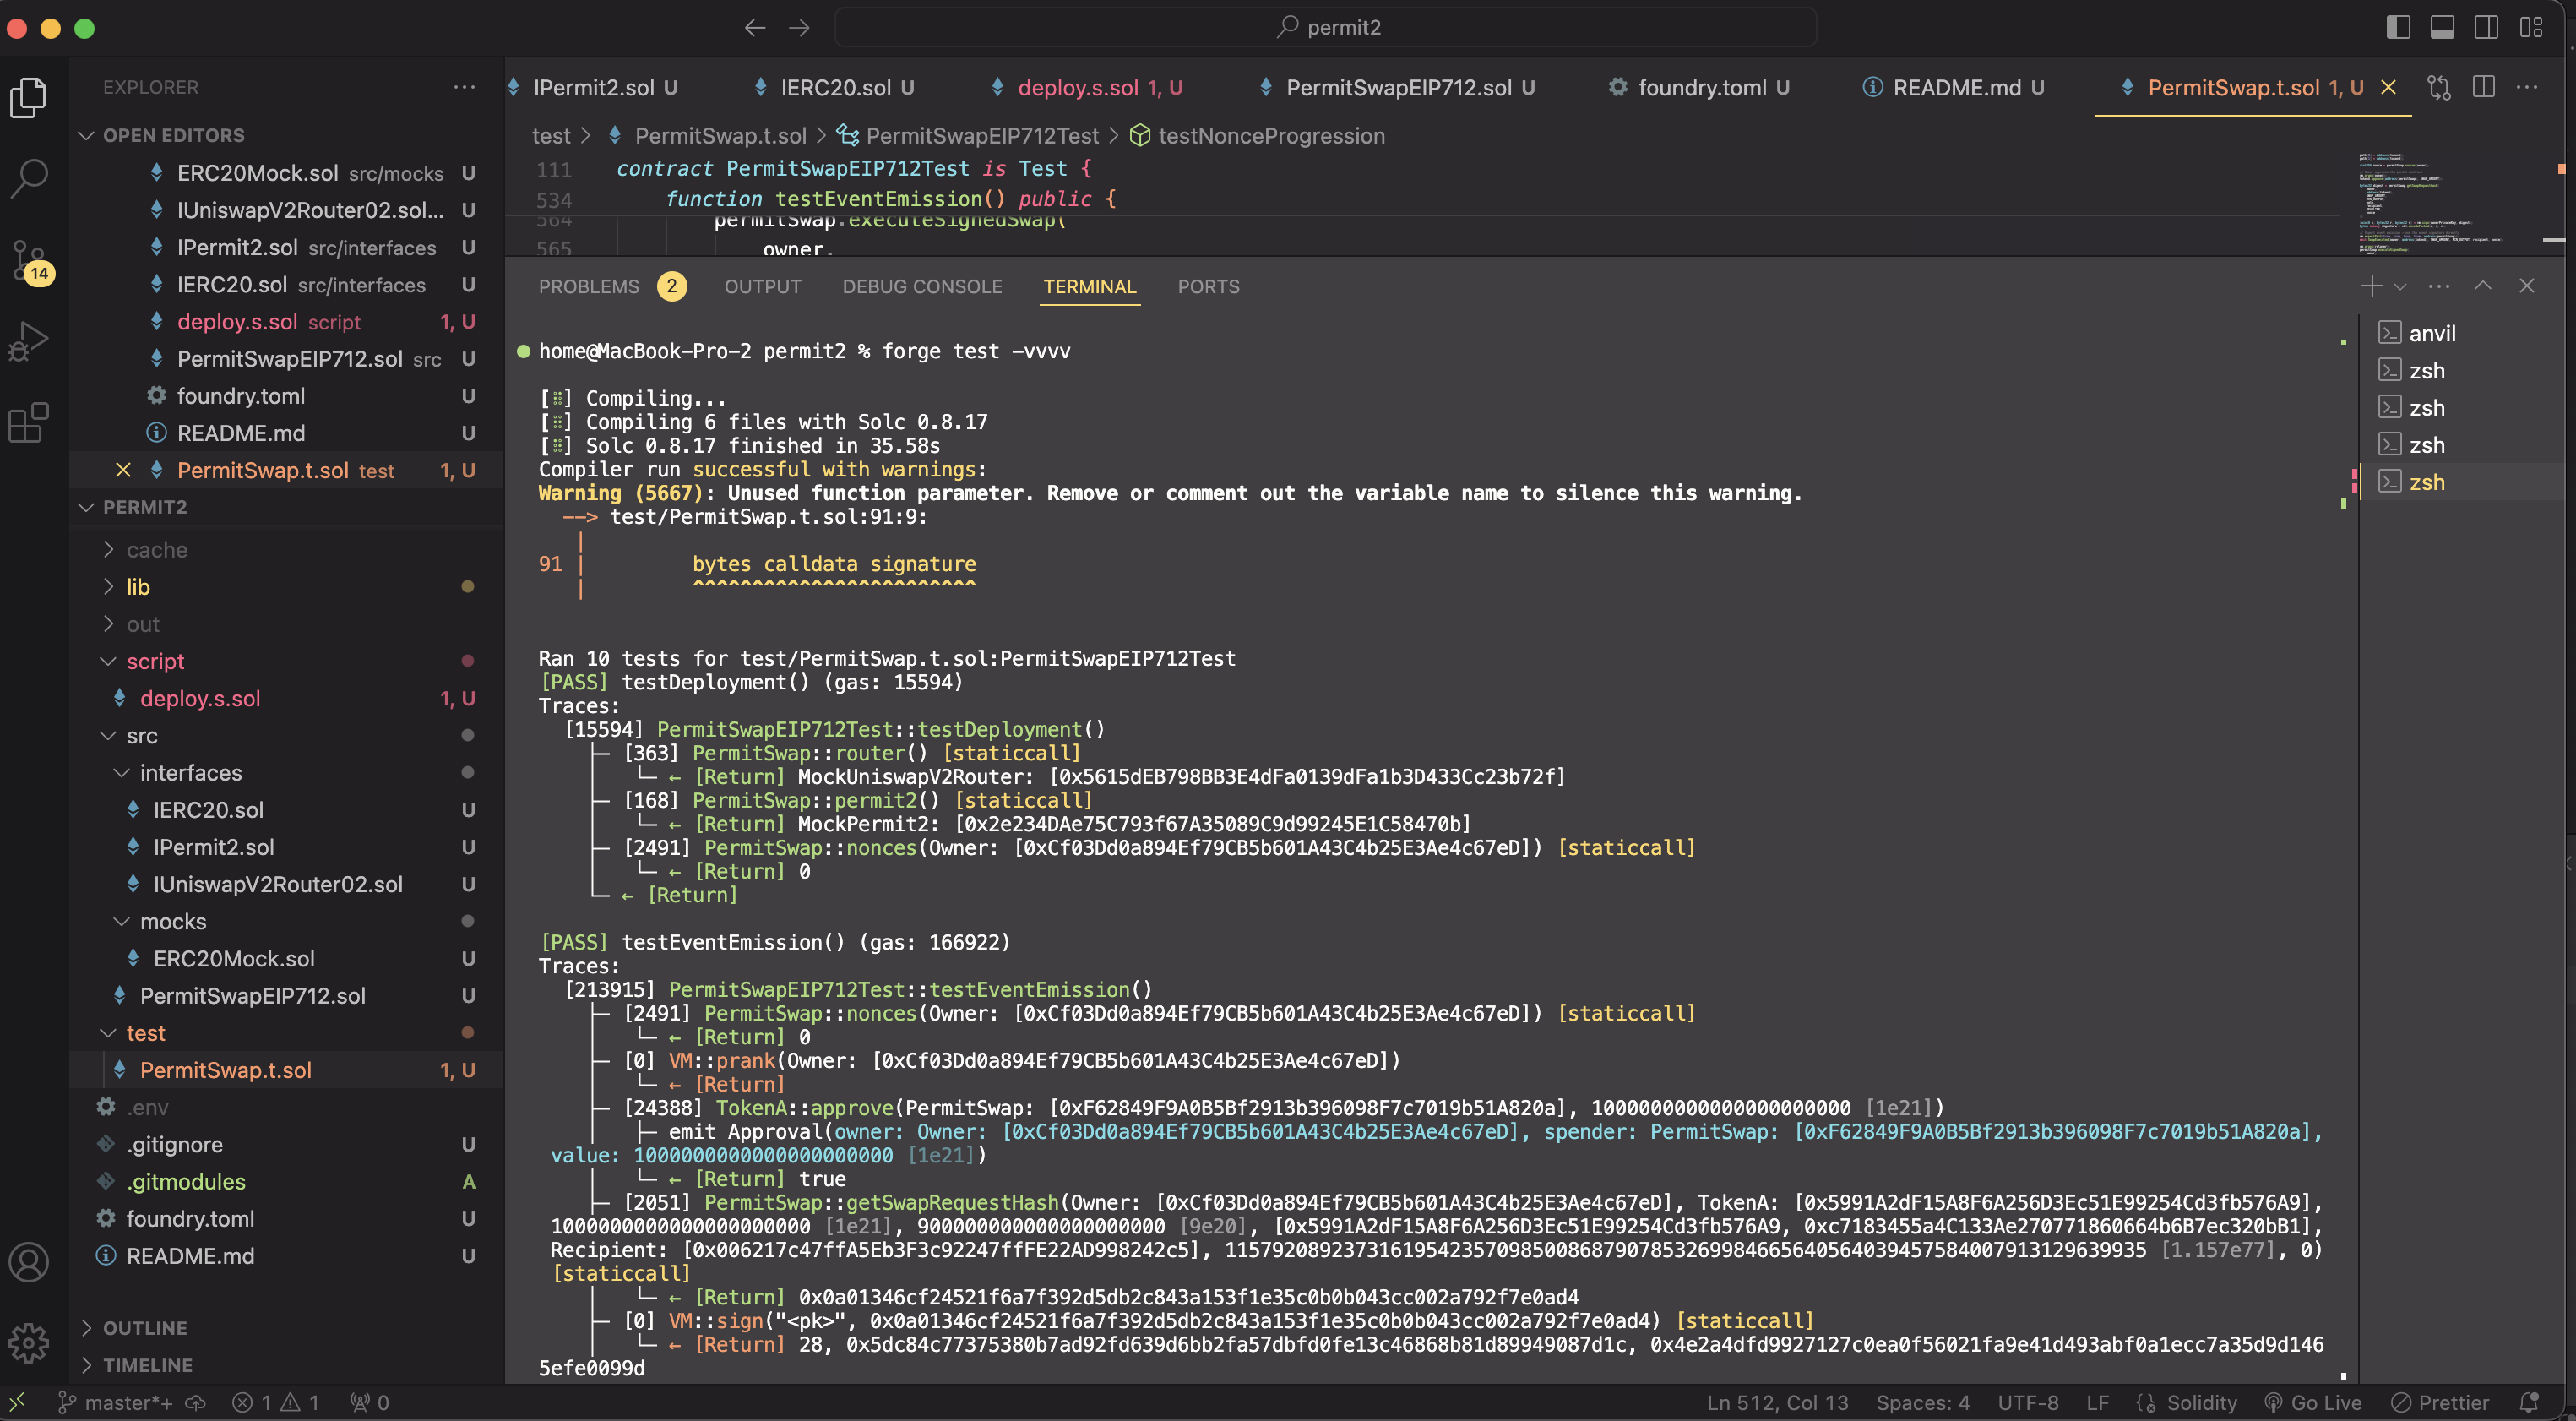 permit2
EXPLORER
OPEN EDITORS
ERC20Mock.sol src/mocks U
IUniswapV2Router02.sol... U
IPermit2.sol src/interfaces U
IERC20.sol src/interfaces U
deploy.s.sol script 1, U
PermitSwapEIP712.sol src U
foundry.toml U
README.md U
PermitSwap.t.sol test 1, U
PERMIT2
cache
lib
out
script
deploy.s.sol 1, U
src
interfaces
IERC20.sol U
IPermit2.sol U
IUniswapV2Router02.sol U
mocks
ERC20Mock.sol U
PermitSwapEIP712.sol U
test
PermitSwap.t.sol 1, U
.env
.gitignore U
.gitmodules A
foundry.toml U
README.md U
OUTLINE
TIMELINE
14
IPermit2.sol U IERC20.sol U deploy.s.sol 1, U PermitSwapEIP712.sol U foundry.toml U README.md U PermitSwap.t.sol 1, U
test > PermitSwap.t.sol > PermitSwapEIP712Test > testNonceProgression
111 contract PermitSwapEIP712Test is Test {
534 function testEventEmission() public {
564 permitSwap.executeSignedSwap(
565 owner,
PROBLEMS 2 OUTPUT DEBUG CONSOLE TERMINAL PORTS
home@MacBook-Pro-2 permit2 % forge test -vvvv
[⠿] Compiling...
[⠿] Compiling 6 files with Solc 0.8.17
[⠿] Solc 0.8.17 finished in 35.58s
Compiler run successful with warnings:
Warning (5667): Unused function parameter. Remove or comment out the variable name to silence this warning.
--> test/PermitSwap.t.sol:91:9:
|
91 | bytes calldata signature
| ^^^^^^^^^^^^^^^^^^^^^^^^
Ran 10 tests for test/PermitSwap.t.sol:PermitSwapEIP712Test
[PASS] testDeployment() (gas: 15594)
Traces:
[15594] PermitSwapEIP712Test::testDeployment()
├─ [363] PermitSwap::router() [staticcall]
│ └─ ← [Return] MockUniswapV2Router: [0x5615dEB798BB3E4dFa0139dFa1b3D433Cc23b72f]
├─ [168] PermitSwap::permit2() [staticcall]
│ └─ ← [Return] MockPermit2: [0x2e234DAe75C793f67A35089C9d99245E1C58470b]
├─ [2491] PermitSwap::nonces(Owner: [0xCf03Dd0a894Ef79CB5b601A43C4b25E3Ae4c67eD]) [staticcall]
│ └─ ← [Return] 0
└─ ← [Return]
[PASS] testEventEmission() (gas: 166922)
Traces:
[213915] PermitSwapEIP712Test::testEventEmission()
├─ [2491] PermitSwap::nonces(Owner: [0xCf03Dd0a894Ef79CB5b601A43C4b25E3Ae4c67eD]) [staticcall]
│ └─ ← [Return] 0
├─ [0] VM::prank(Owner: [0xCf03Dd0a894Ef79CB5b601A43C4b25E3Ae4c67eD])
│ └─ ← [Return]
├─ [24388] TokenA::approve(PermitSwap: [0xF62849F9A0B5Bf2913b396098F7c7019b51A820a], 1000000000000000000000 [1e21])
│ ├─ emit Approval(owner: Owner: [0xCf03Dd0a894Ef79CB5b601A43C4b25E3Ae4c67eD], spender: PermitSwap: [0xF62849F9A0B5Bf2913b396098F7c7019b51A820a],
value: 1000000000000000000000 [1e21])
│ └─ ← [Return] true
├─ [2051] PermitSwap::getSwapRequestHash(Owner: [0xCf03Dd0a894Ef79CB5b601A43C4b25E3Ae4c67eD], TokenA: [0x5991A2dF15A8F6A256D3Ec51E99254Cd3fb576A9],
1000000000000000000000 [1e21], 900000000000000000000 [9e20], [0x5991A2dF15A8F6A256D3Ec51E99254Cd3fb576A9, 0xc7183455a4C133Ae270771860664b6B7ec320bB1],
Recipient: [0x006217c47ffA5Eb3F3c92247ffFE22AD998242c5], 115792089237316195423570985008687907853269984665640564039457584007913129639935 [1.157e77], 0)
[staticcall]
│ └─ ← [Return] 0x0a01346cf24521f6a7f392d5db2c843a153f1e35c0b0b043cc002a792f7e0ad4
├─ [0] VM::sign("<pk>", 0x0a01346cf24521f6a7f392d5db2c843a153f1e35c0b0b043cc002a792f7e0ad4) [staticcall]
│ └─ ← [Return] 28, 0x5dc84c77375380b7ad92fd639d6bb2fa57dbfd0fe13c46868b81d89949087d1c, 0x4e2a4dfd9927127c0ea0f56021fa9e41d493abf0a1ecc7a35d9d146
5efe0099d
anvil
zsh
zsh
zsh
zsh
master*+ 1 1 0 Ln 512, Col 13 Spaces: 4 UTF-8 LF Solidity Go Live Prettier